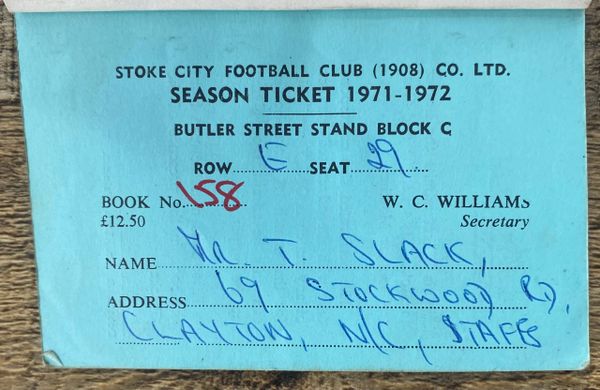 STOKE CITY FOOTBALL CLUB (1908) CO. LTD.
SEASON TICKET 1971-1972
BUTLER STREET STAND BLOCK C
ROW E SEAT 29
BOOK No. 158 W. C. WILLIAMS
£12.50 Secretary
NAME MR. T. SLACK,
ADDRESS 69 STOCKWOOD RD,
CLAYTON, N/C, STAFFS